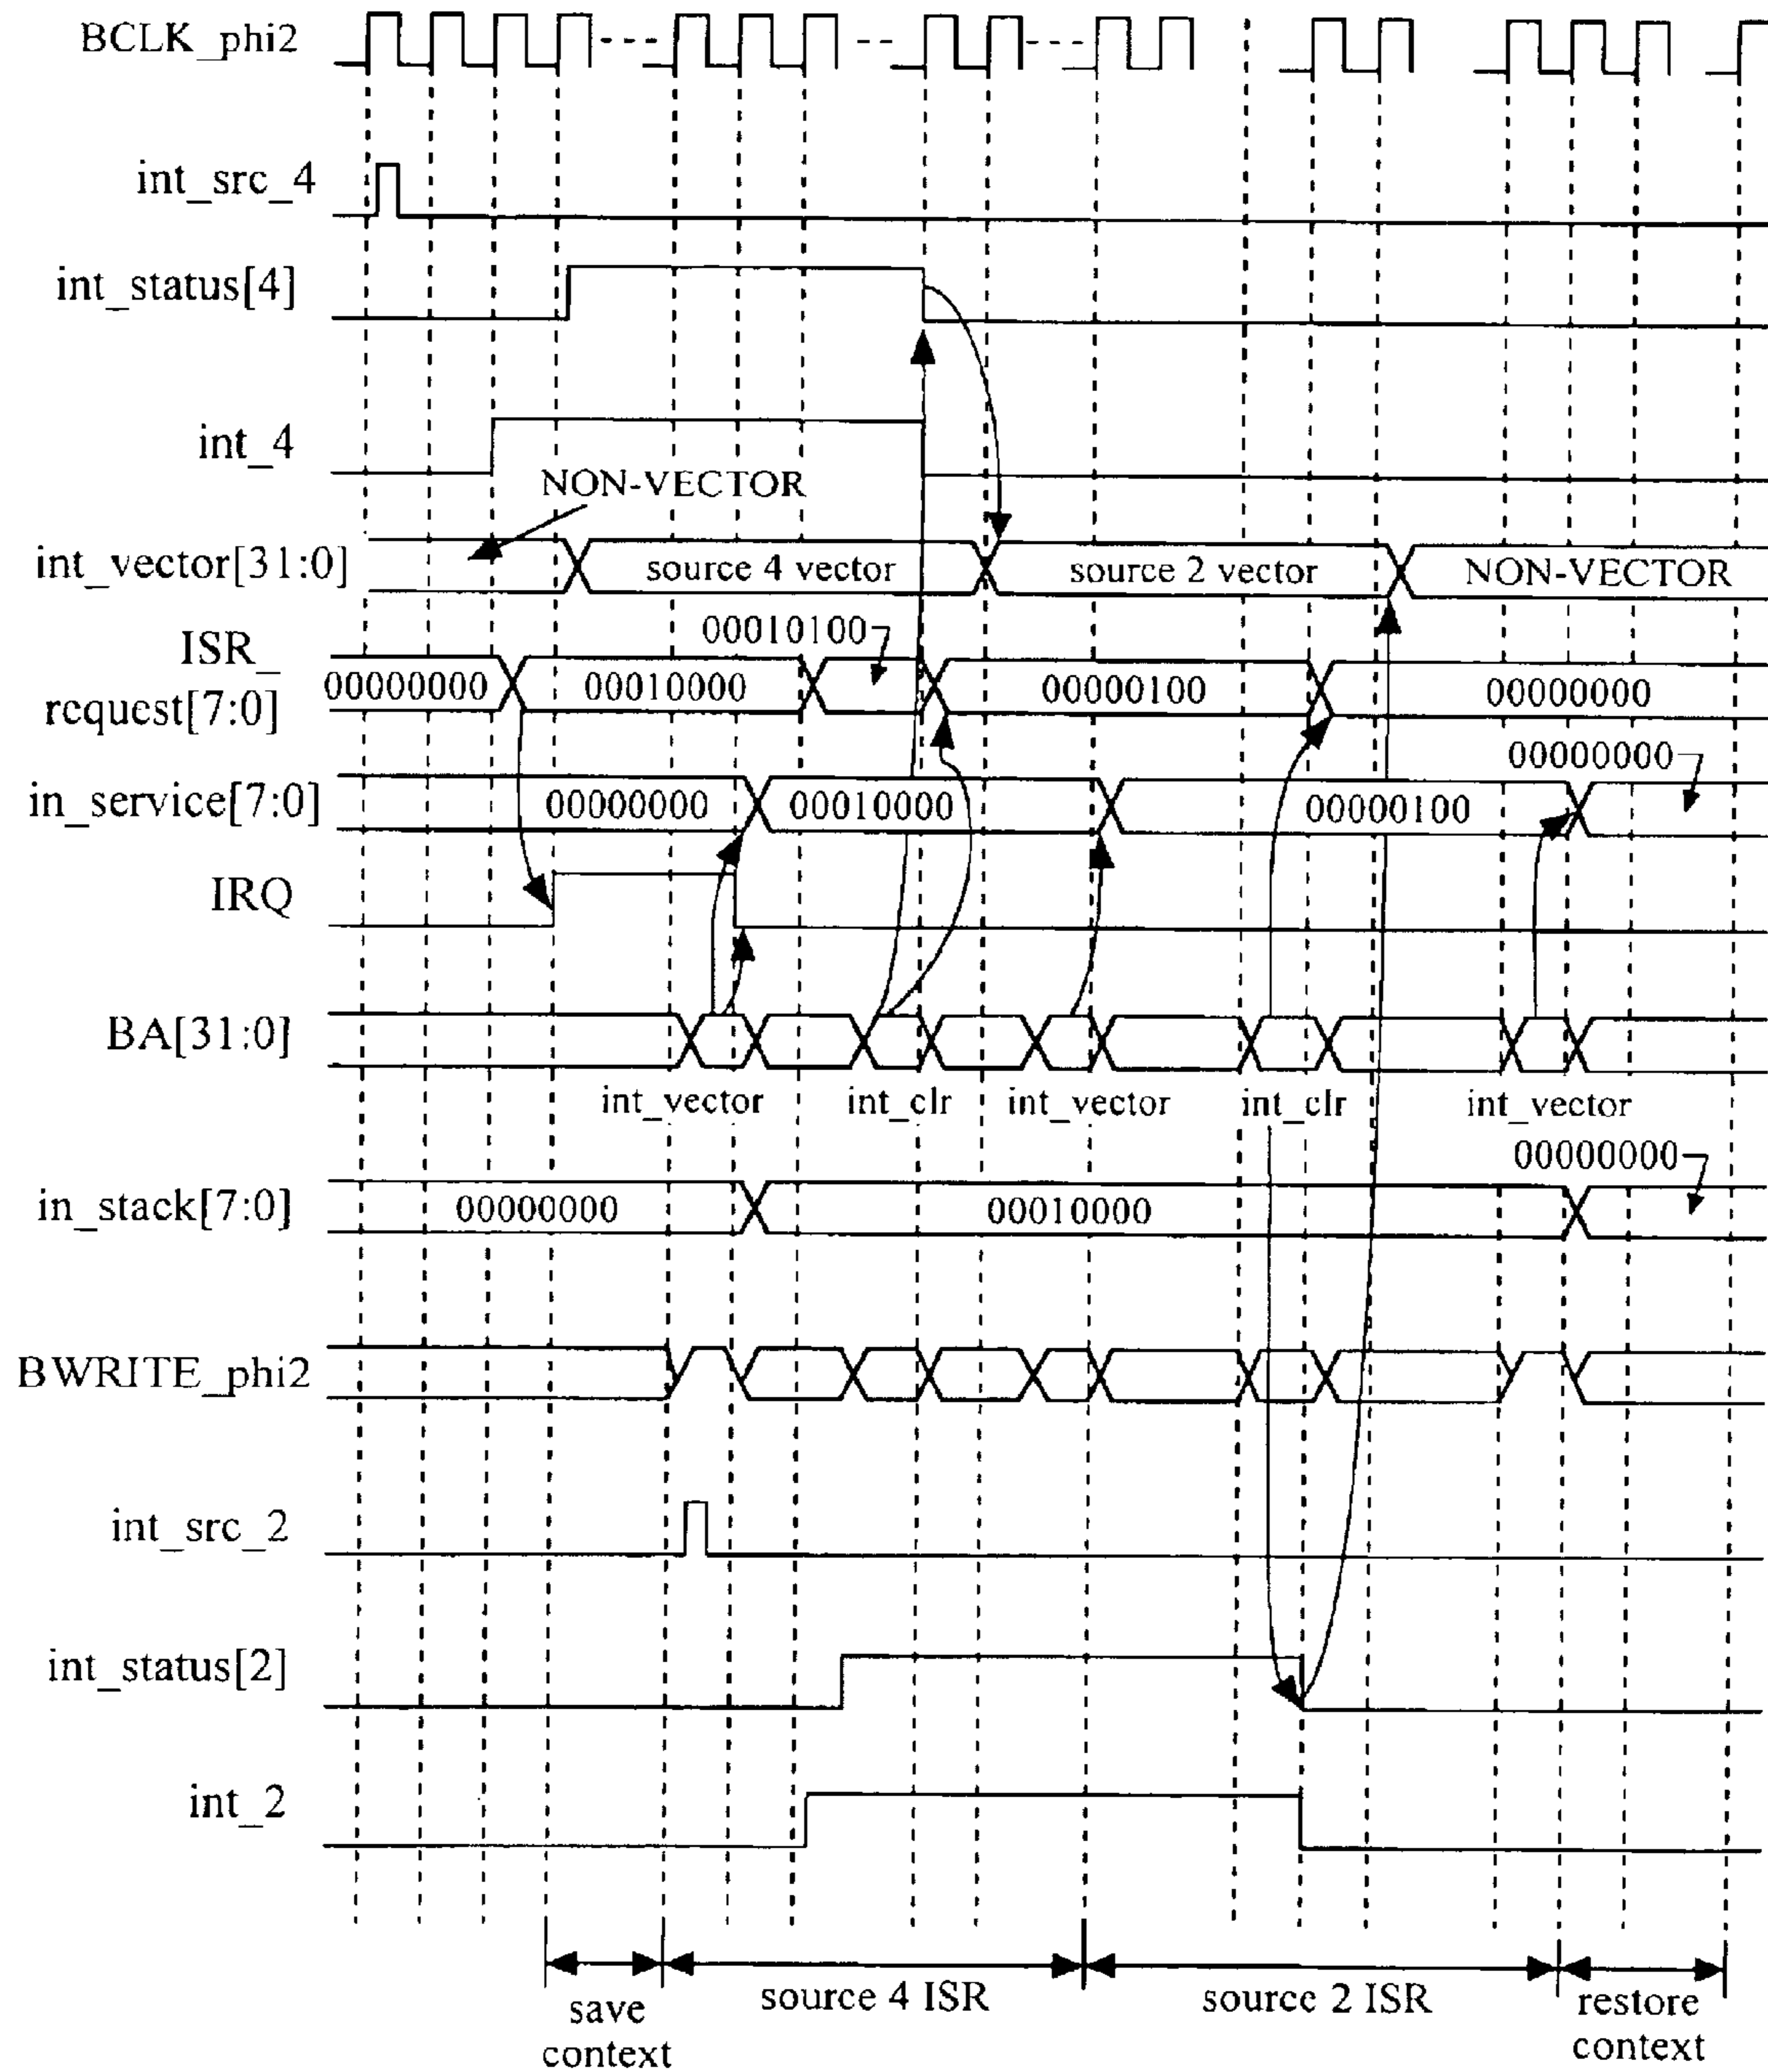 BCLK_phi2
int_src_4
int_status[4]
int_4
NON-VECTOR
int_vector[31:0]
source 4 vector
source 2 vector
NON-VECTOR
00010100
ISR_
request[7:0]
00000000
00010000
00000100
00000000
00000000
in_service[7:0]
00000000
00010000
00000100
IRQ
BA[31:0]
int_vector
int_clr
int_vector
int_clr
int_vector
00000000
in_stack[7:0]
00000000
00010000
BWRITE_phi2
int_src_2
int_status[2]
int_2
save
context
source 4 ISR
source 2 ISR
restore
context